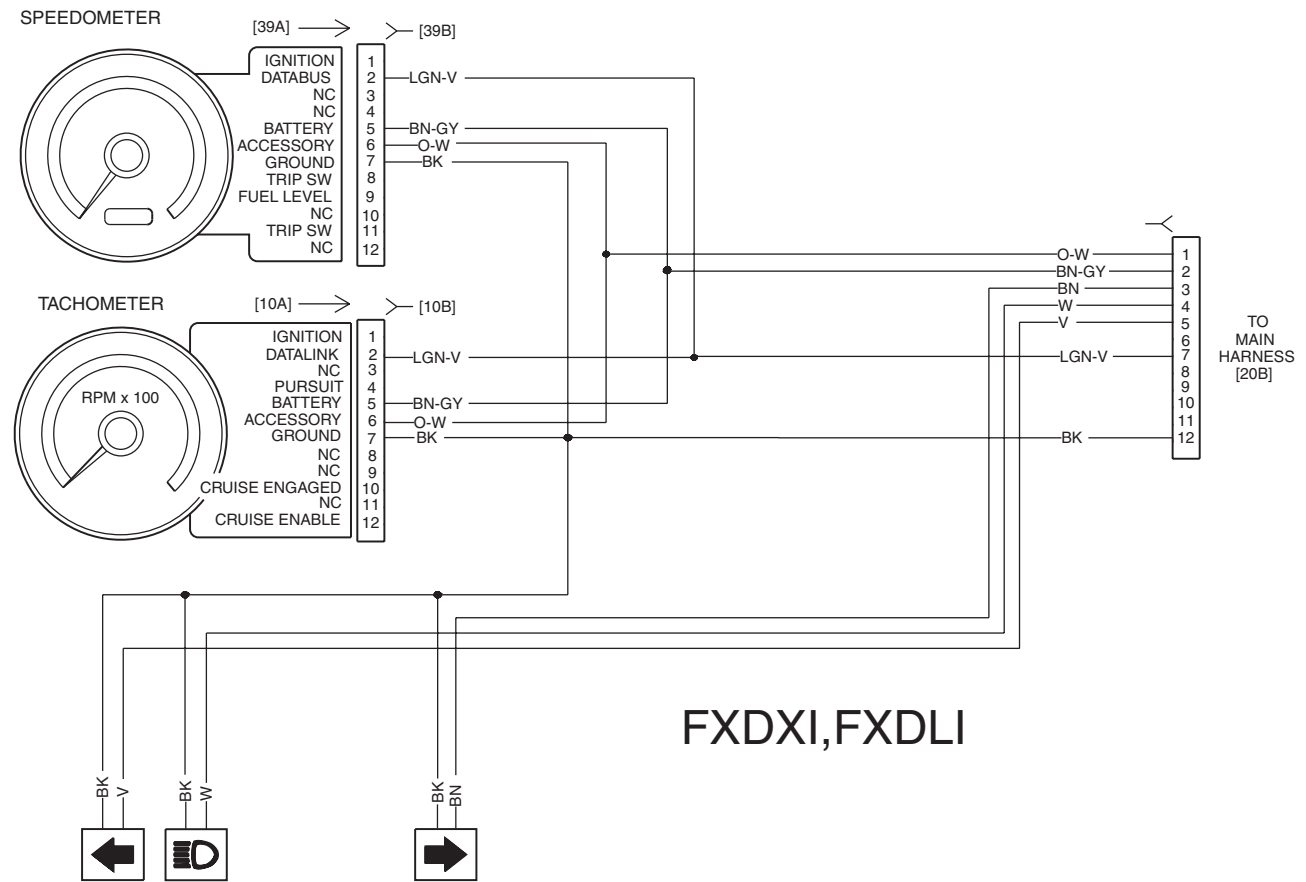 SPEEDOMETER
[39A] [39B]
IGNITION 1
DATABUS 2 LGN-V
NC 3
NC 4
BATTERY 5 BN-GY
ACCESSORY 6 O-W
GROUND 7 BK
TRIP SW 8
FUEL LEVEL 9
NC 10
TRIP SW 11
NC 12
TACHOMETER
[10A] [10B]
RPM x 100
IGNITION 1
DATALINK 2 LGN-V
NC 3
PURSUIT 4
BATTERY 5 BN-GY
ACCESSORY 6 O-W
GROUND 7 BK
NC 8
NC 9
CRUISE ENGAGED 10
NC 11
CRUISE ENABLE 12
O-W 1
BN-GY 2
BN 3
W 4
V 5
6
LGN-V 7
8
9
10
11
BK 12
TO
MAIN
HARNESS
[20B]
FXDXI,FXDLI
BK
V
BK
W
BK
BN